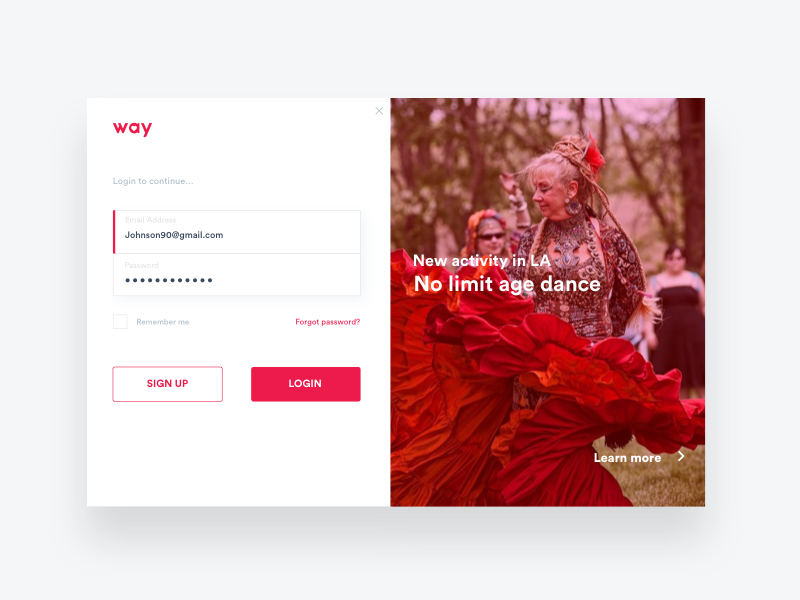 way
Login to continue...
Email Address
Johnson90@gmail.com
Password
Remember me
Forgot password?
SIGN UP
LOGIN
New activity in LA
No limit age dance
Learn more